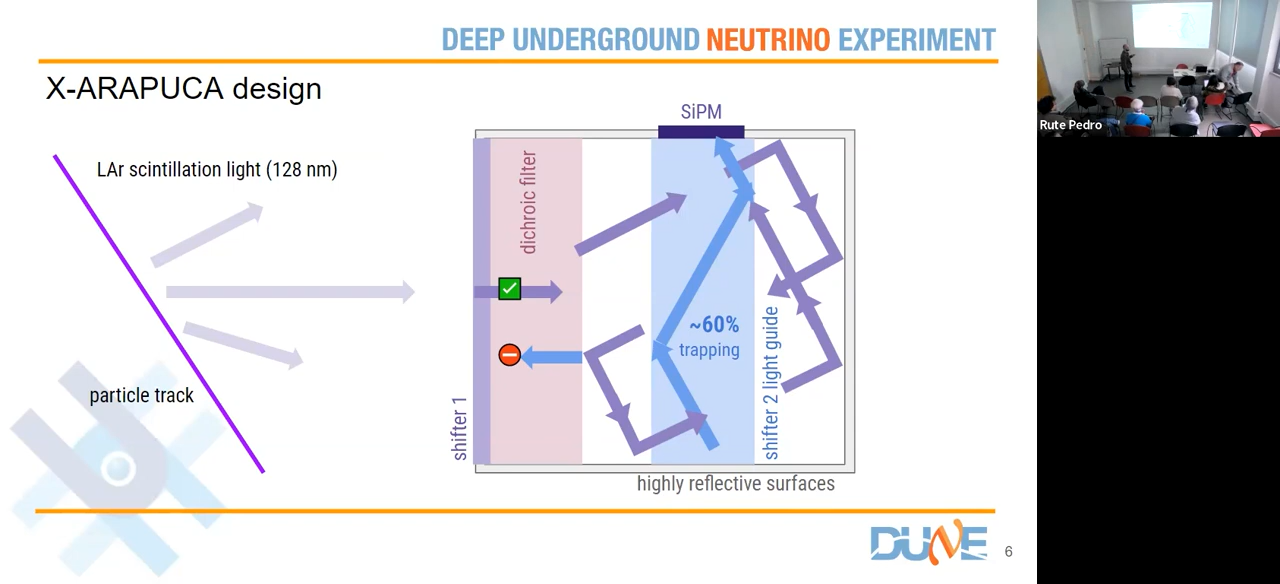 DEEP UNDERGROUND NEUTRINO EXPERIMENT
X-ARAPUCA design
LAr scintillation light (128 nm)
particle track
SiPM
dichroic filter
shifter 1
~60%
trapping
shifter 2 light guide
highly reflective surfaces
DUNE
6
Rute Pedro